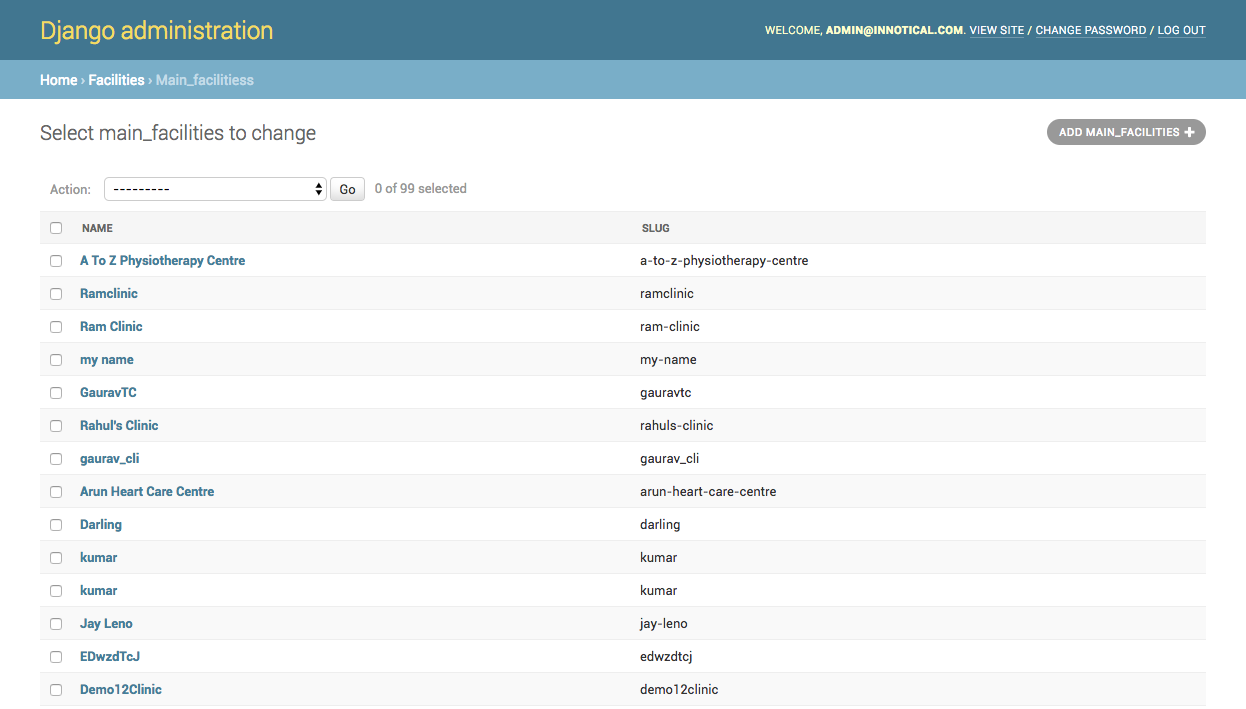 Django administration
WELCOME, ADMIN@INNOTICAL.COM. VIEW SITE / CHANGE PASSWORD / LOG OUT
Home › Facilities › Main_facilitiess
Select main_facilities to change
ADD MAIN_FACILITIES +
Action: --------- Go 0 of 99 selected
NAME SLUG
A To Z Physiotherapy Centre a-to-z-physiotherapy-centre
Ramclinic ramclinic
Ram Clinic ram-clinic
my name my-name
GauravTC gauravtc
Rahul's Clinic rahuls-clinic
gaurav_cli gaurav_cli
Arun Heart Care Centre arun-heart-care-centre
Darling darling
kumar kumar
kumar kumar
Jay Leno jay-leno
EDwzdTcJ edwzdtcj
Demo12Clinic demo12clinic